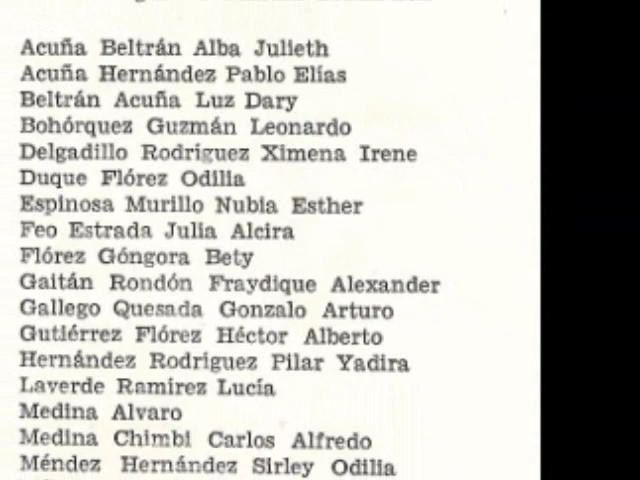 Acuña Beltrán Alba Julieth
Acuña Hernández Pablo Elías
Beltrán Acuña Luz Dary
Bohórquez Guzmán Leonardo
Delgadillo Rodríguez Ximena Irene
Duque Flórez Odilia
Espinosa Murillo Nubia Esther
Feo Estrada Julia Alcira
Flórez Góngora Bety
Gaitán Rondón Fraydique Alexander
Gallego Quesada Gonzalo Arturo
Gutiérrez Flórez Héctor Alberto
Hernández Rodríguez Pilar Yadira
Laverde Ramírez Lucía
Medina Alvaro
Medina Chimbi Carlos Alfredo
Méndez Hernández Sirley Odilia